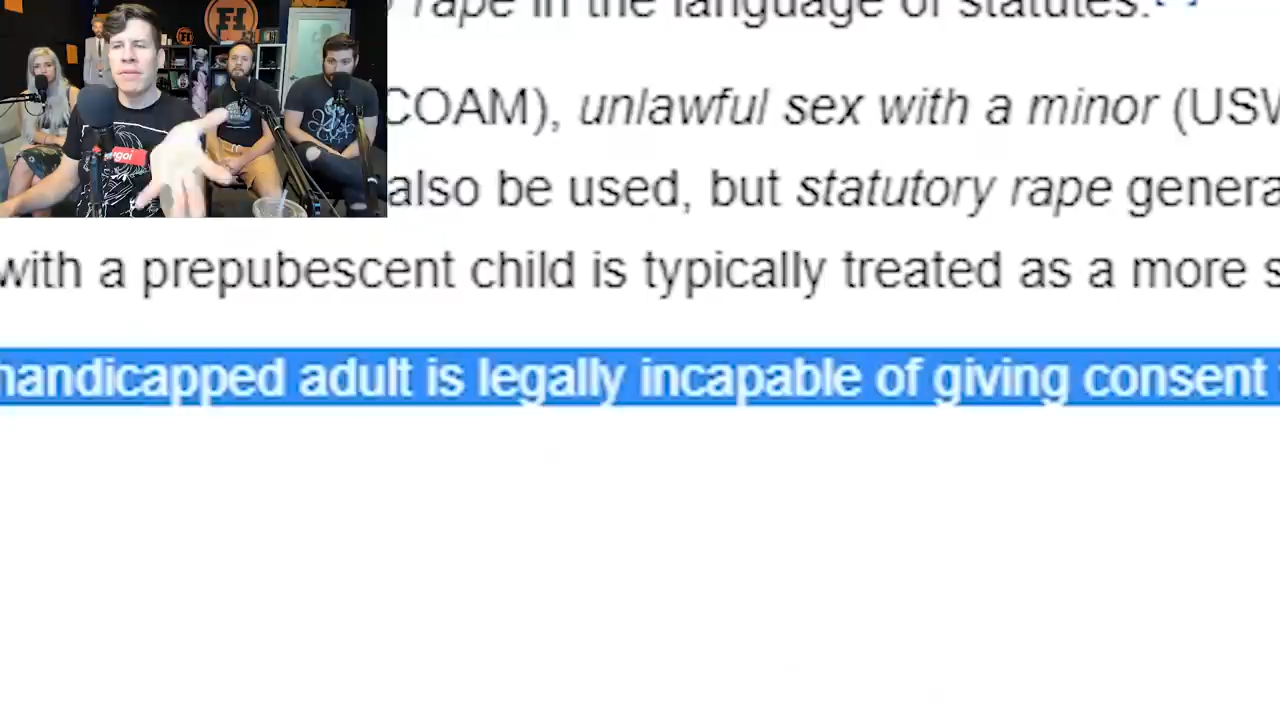 rape in the language of statutes.
COAM), unlawful sex with a minor (USV
also be used, but statutory rape genera
with a prepubescent child is typically treated as a more s
handicapped adult is legally incapable of giving consent